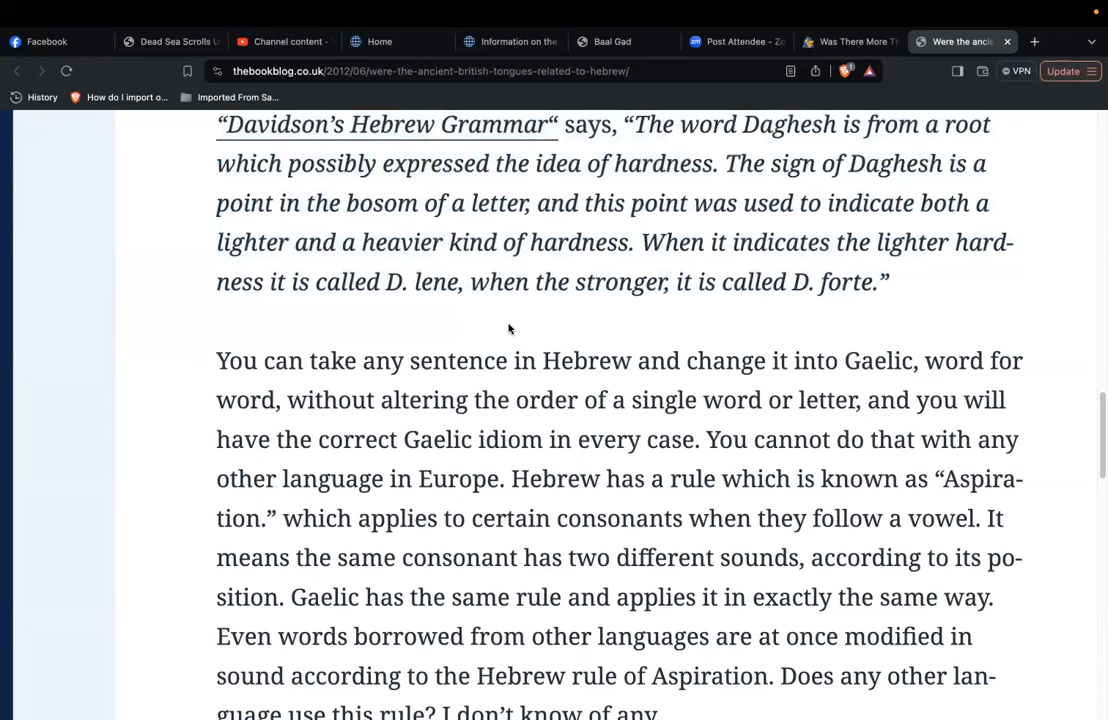 Facebook
Dead Sea Scrolls U
Channel content -
Home
Information on the
Baal Gad
Post Attendee - Zo
Was There More T
Were the ancie
thebookblog.co.uk/2012/06/were-the-ancient-british-tongues-related-to-hebrew/
1
VPN
Update
History
How do I import o...
Imported From Sa...
“Davidson’s Hebrew Grammar“ says, “The word Daghesh is from a root
which possibly expressed the idea of hardness. The sign of Daghesh is a
point in the bosom of a letter, and this point was used to indicate both a
lighter and a heavier kind of hardness. When it indicates the lighter hard-
ness it is called D. lene, when the stronger, it is called D. forte.”
You can take any sentence in Hebrew and change it into Gaelic, word for
word, without altering the order of a single word or letter, and you will
have the correct Gaelic idiom in every case. You cannot do that with any
other language in Europe. Hebrew has a rule which is known as “Aspira-
tion.” which applies to certain consonants when they follow a vowel. It
means the same consonant has two different sounds, according to its po-
sition. Gaelic has the same rule and applies it in exactly the same way.
Even words borrowed from other languages are at once modified in
sound according to the Hebrew rule of Aspiration. Does any other lan-
guage use this rule? I don’t know of any